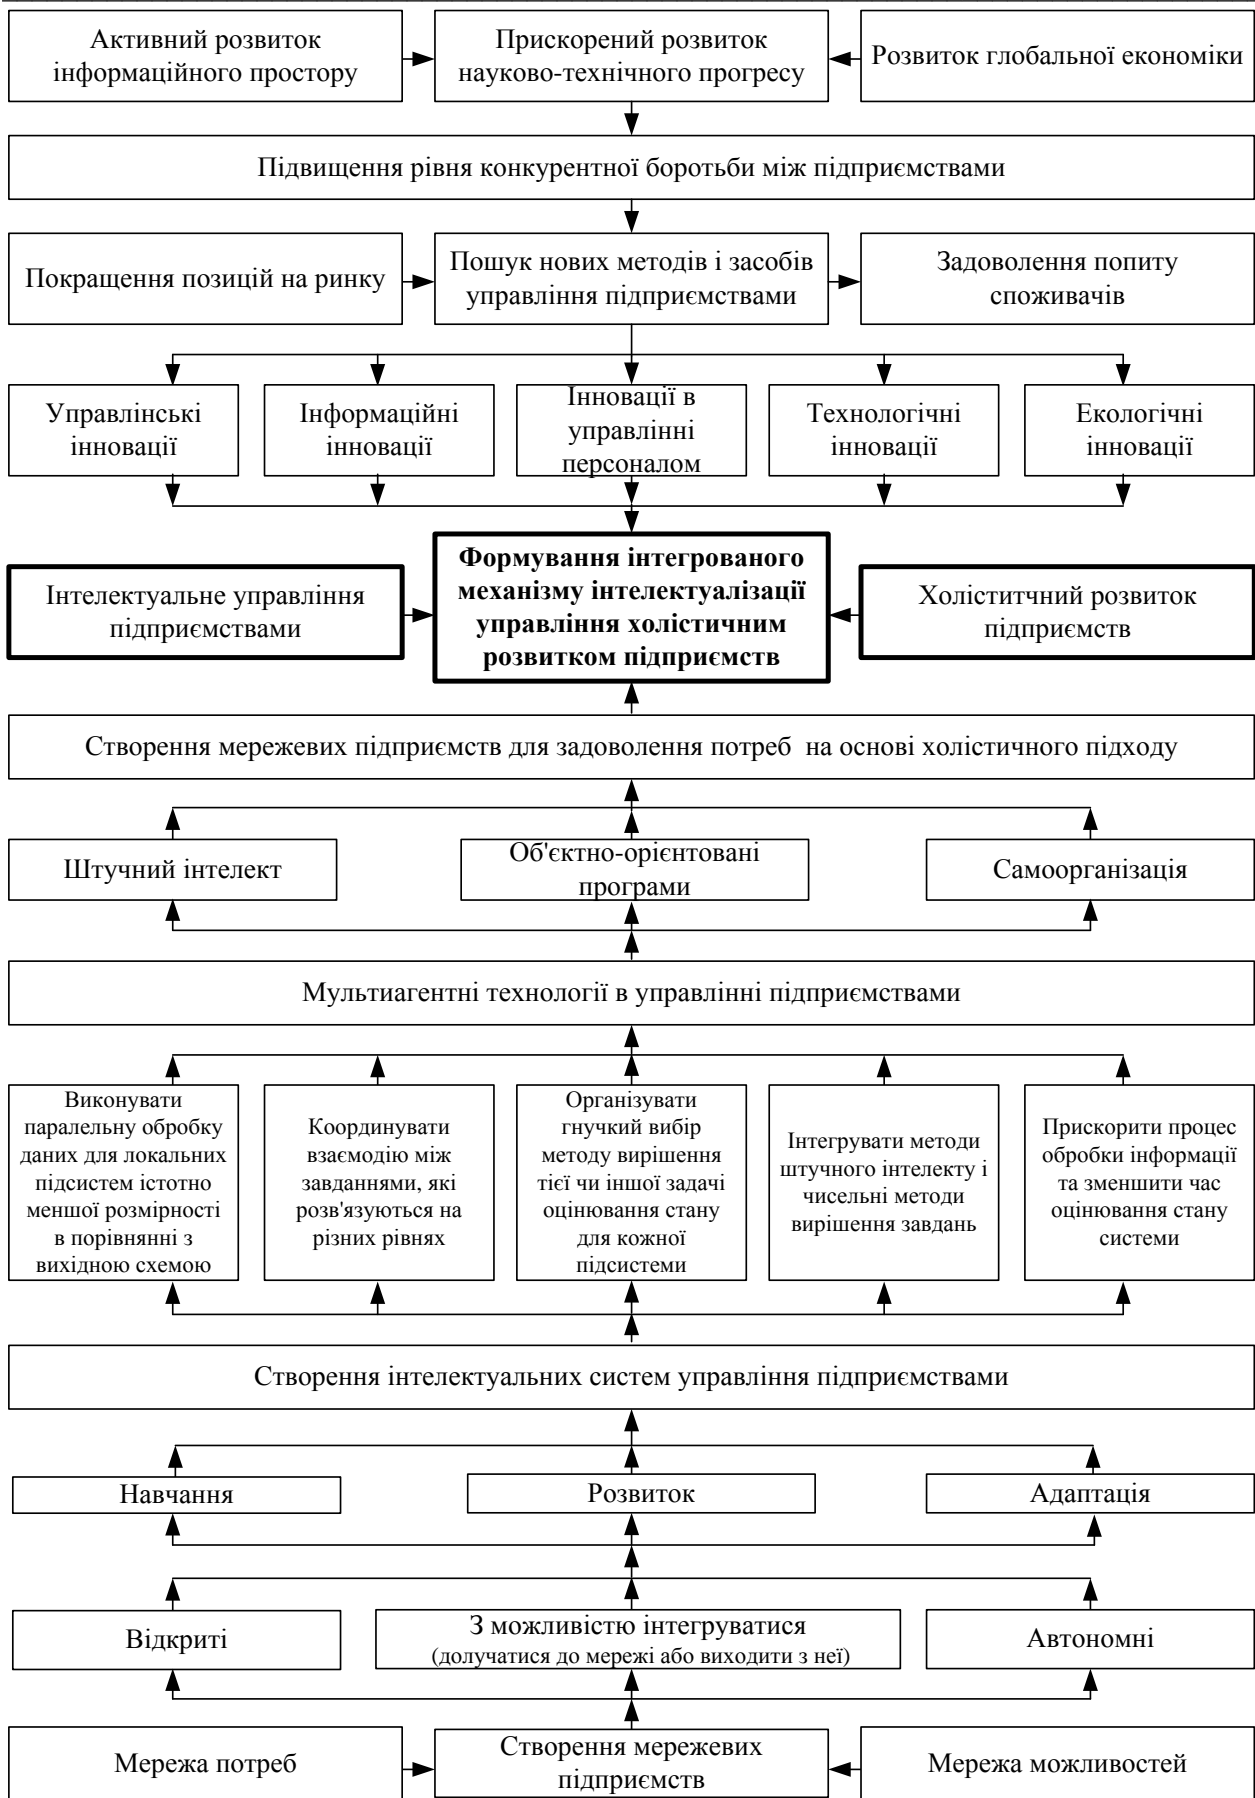 Активний розвиток
інформаційного простору
Прискорений розвиток
науково-технічного прогресу
Розвиток глобальної економіки
Підвищення рівня конкурентної боротьби між підприємствами
Покращення позицій на ринку
Пошук нових методів і засобів
управління підприємствами
Задоволення попиту
споживачів
Управлінські
інновації
Інформаційні
інновації
Інновації в
управлінні
персоналом
Технологічні
інновації
Екологічні
інновації
Інтелектуальне управління
підприємствами
Формування інтегрованого
механізму інтелектуалізації
управління холістичним
розвитком підприємств
Холіститчний розвиток
підприємств
Створення мережевих підприємств для задоволення потреб на основі холістичного підходу
Штучний інтелект
Об'єктно-орієнтовані
програми
Самоорганізація
Мультиагентні технології в управлінні підприємствами
Виконувати
паралельну обробку
даних для локальних
підсистем істотно
меншої розмірності
в порівнянні з
вихідною схемою
Координувати
взаємодію між
завданнями, які
розв'язуються на
різних рівнях
Організувати
гнучкий вибір
методу вирішення
тієї чи іншої задачі
оцінювання стану
для кожної
підсистеми
Інтегрувати методи
штучного інтелекту і
чисельні методи
вирішення завдань
Прискорити процес
обробки інформації
та зменшити час
оцінювання стану
системи
Створення інтелектуальних систем управління підприємствами
Навчання
Розвиток
Адаптація
Відкриті
З можливістю інтегруватися
(долучатися до мережі або виходити з неї)
Автономні
Мережа потреб
Створення мережевих
підприємств
Мережа можливостей